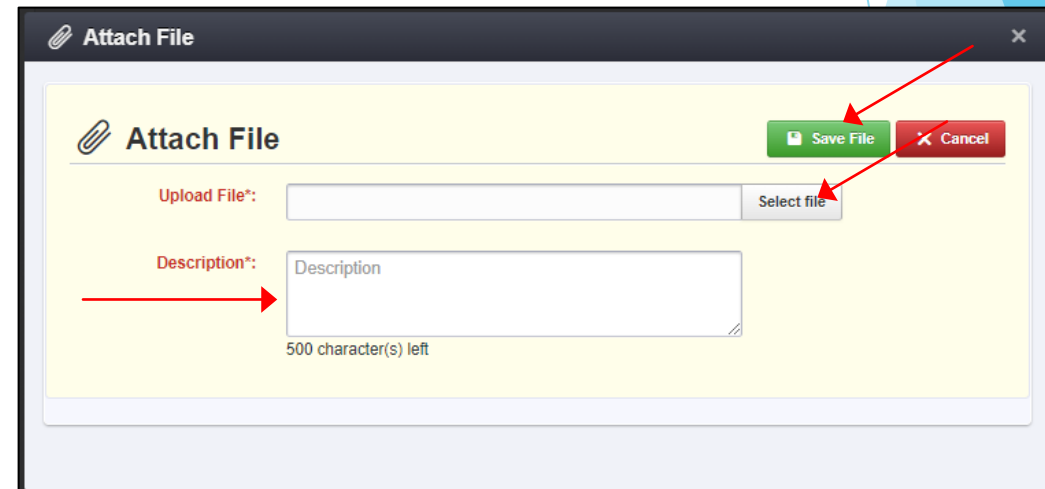 Attach File
Attach File
Save File
Cancel
Upload File*:
Select file
Description*:
Description
500 character(s) left